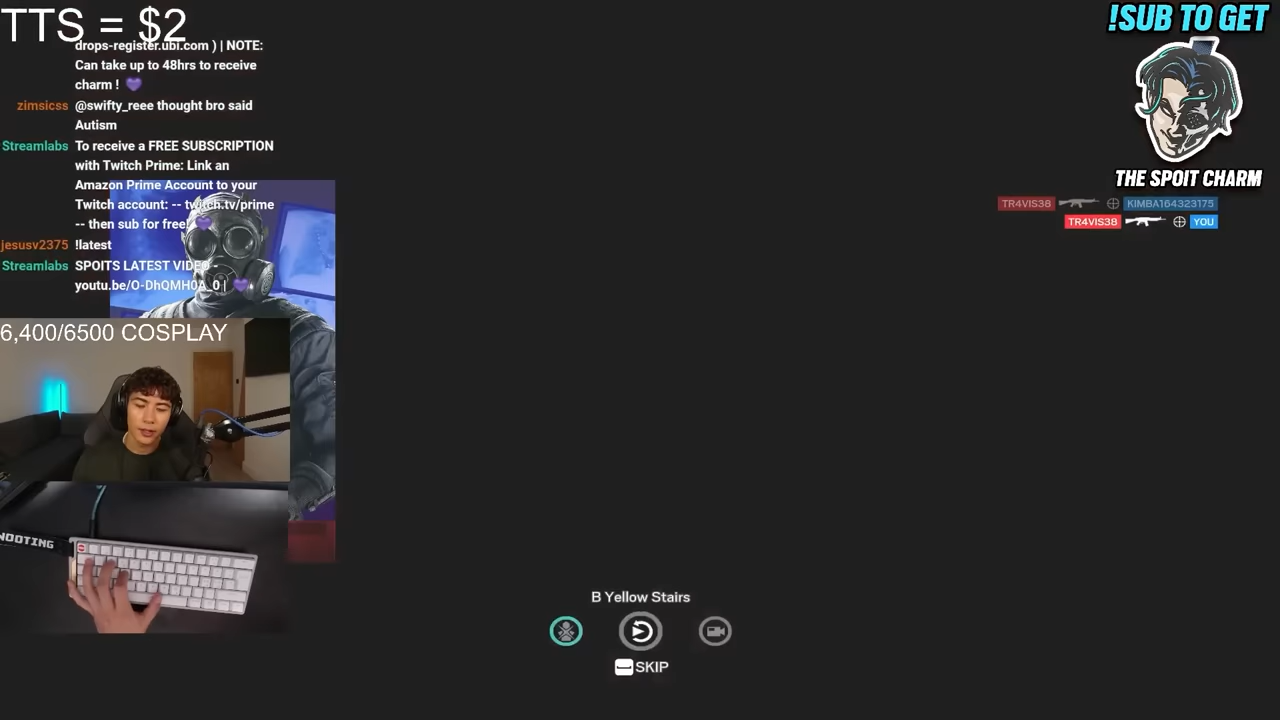 TTS = $2
drops-register.ubi.com ) | NOTE:
Can take up to 48hrs to receive
charm !
zimsicss @swifty_reee thought bro said
Autism
Streamlabs To receive a FREE SUBSCRIPTION
with Twitch Prime: Link an
Amazon Prime Account to your
Twitch account: -- twitch.tv/prime
-- then sub for free!
jesusv2375 !latest
Streamlabs SPOITS LATEST VIDEO -
youtu.be/O-DhQMH0A_0 |
6,400/6500 COSPLAY
NOOTING
!SUB TO GET
THE SPOIT CHARM
TR4VIS38 KIMBA164323175
TR4VIS38 YOU
B Yellow Stairs
SKIP